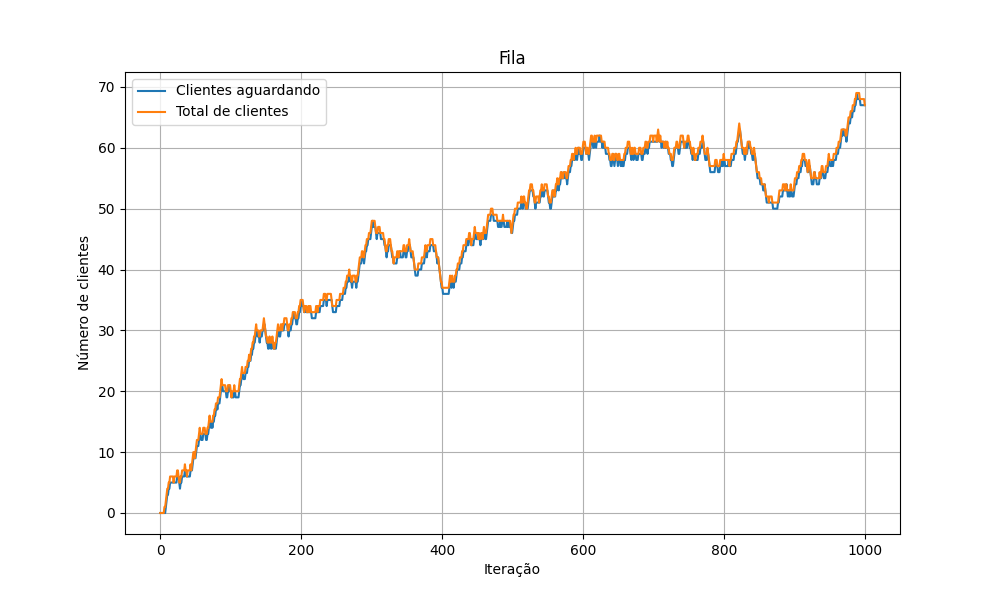 Fila
Clientes aguardando
Total de clientes
Número de clientes
70
60
50
40
30
20
10
0
0 200 400 600 800 1000
Iteração